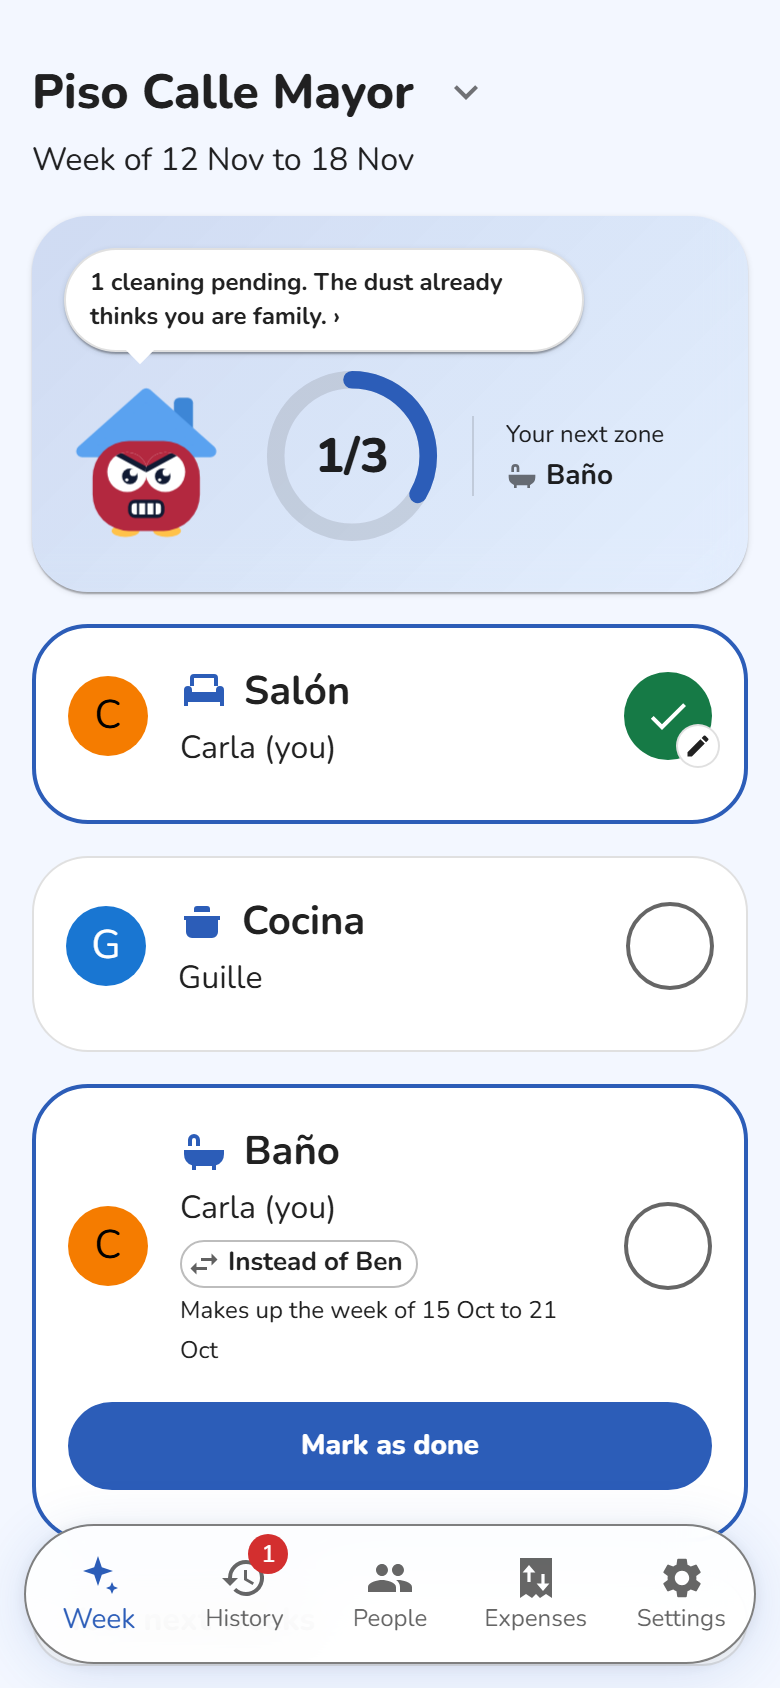 Piso Calle Mayor
Week of 12 Nov to 18 Nov
1 cleaning pending. The dust already
thinks you are family. ›
1/3
Your next zone
Baño
C
Salón
Carla (you)
G
Cocina
Guille
Baño
Carla (you)
C
Instead of Ben
Makes up the week of 15 Oct to 21
Oct
Mark as done
1
Week
History
People
Expenses
Settings